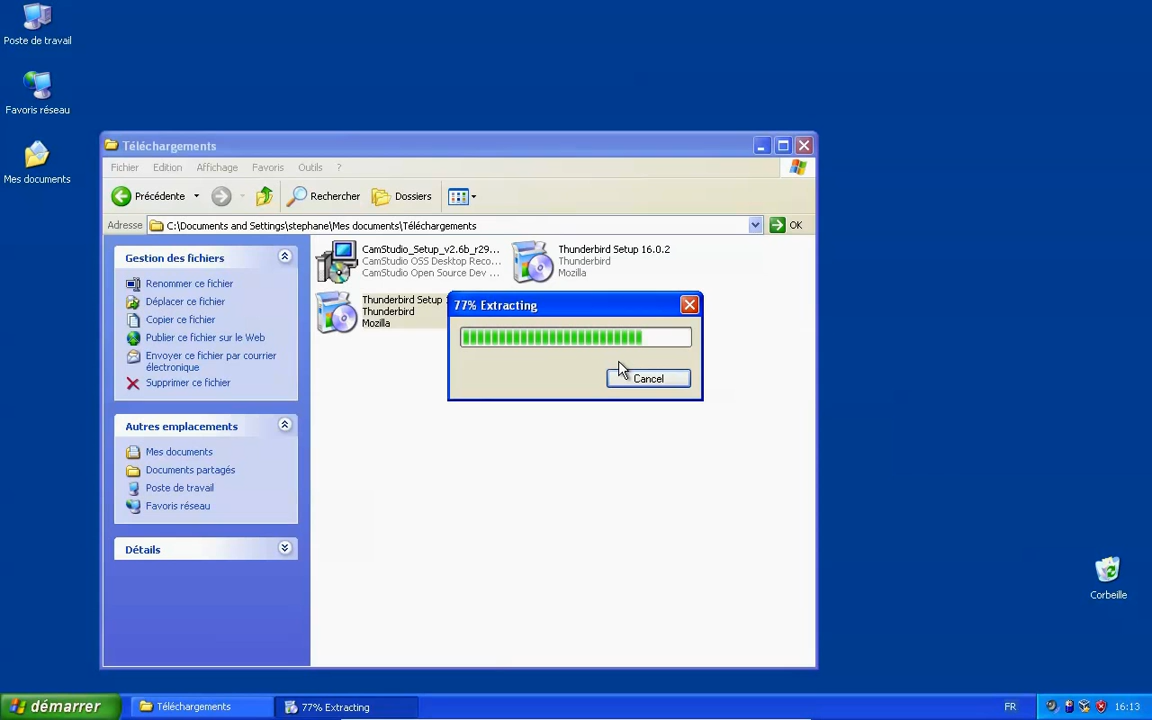 Poste de travail
Favoris réseau
Mes documents
Téléchargements
Fichier Edition Affichage Favoris Outils ?
Précédente Rechercher Dossiers
Adresse C:\Documents and Settings\stephane\Mes documents\Téléchargements OK
Gestion des fichiers
Renommer ce fichier
Déplacer ce fichier
Copier ce fichier
Publier ce fichier sur le Web
Envoyer ce fichier par courrier
électronique
Supprimer ce fichier
Autres emplacements
Mes documents
Documents partagés
Poste de travail
Favoris réseau
Détails
CamStudio_Setup_v2.6b_r29...
CamStudio OSS Desktop Reco...
CamStudio Open Source Dev ...
Thunderbird Setup 16.0.2
Thunderbird
Mozilla
Thunderbird Setup
Thunderbird
Mozilla
77% Extracting
Cancel
Corbeille
démarrer Téléchargements 77% Extracting FR 16:13